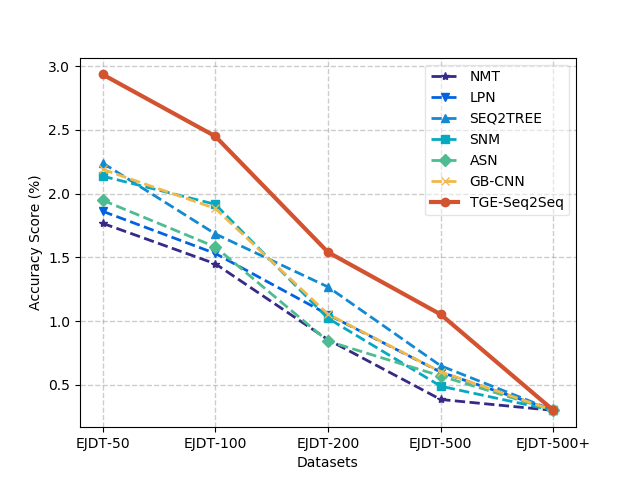 3.0
2.5
2.0
1.5
1.0
0.5
Accuracy Score (%)
NMT
LPN
SEQ2TREE
SNM
ASN
GB-CNN
TGE-Seq2Seq
EJDT-50 EJDT-100 EJDT-200 EJDT-500 EJDT-500+
Datasets